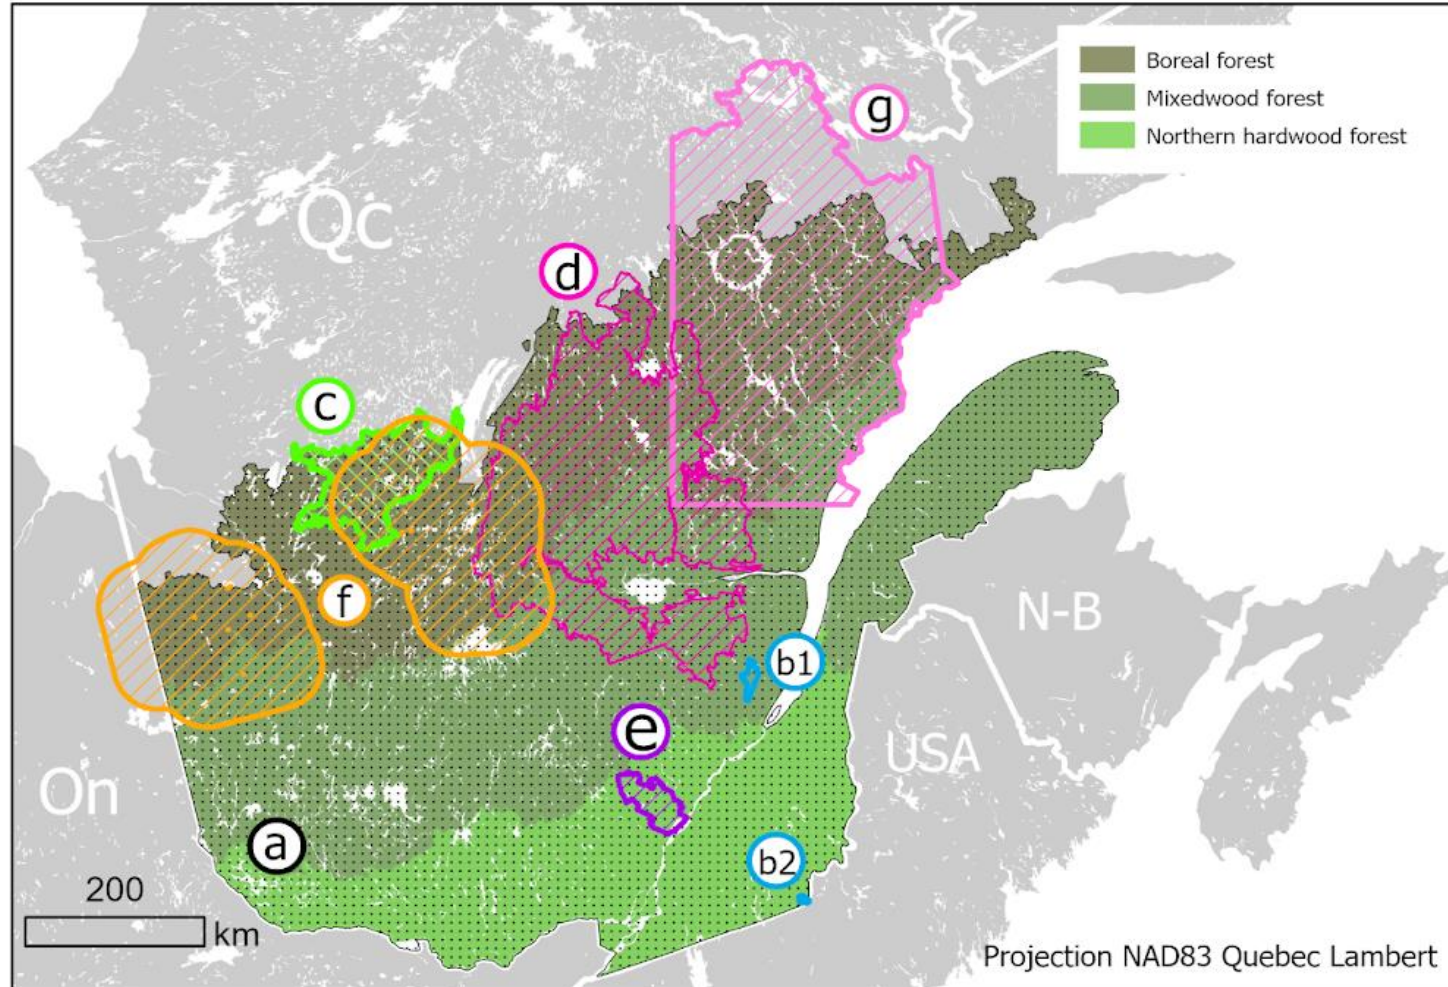 Boreal forest
Mixedwood forest
Northern hardwood forest
g
Qc
d
c
f
N-B
b1
e
USA
On
a
b2
200
km
Projection NAD83 Quebec Lambert